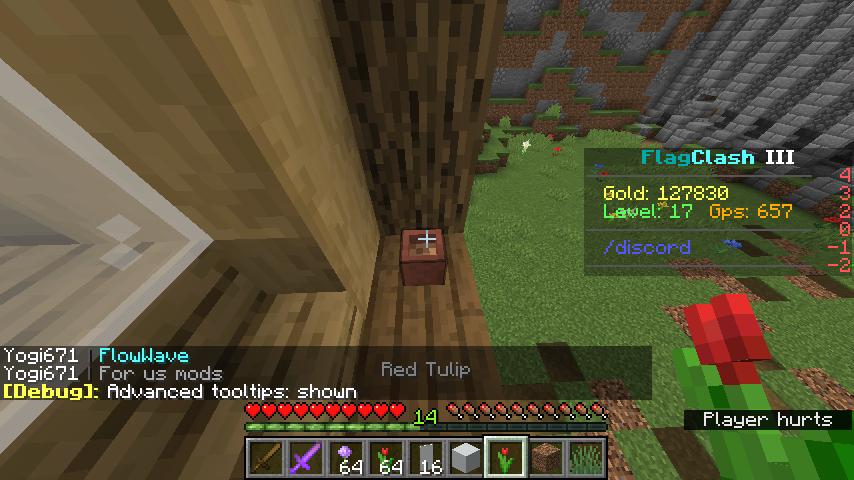 FlagClash III
4
Gold: 127830
3
Level: 17 Gps: 657
2
0
/discord
-1
-2
Yogi671 | FlowWave
Yogi671 | For us mods
Red Tulip
[Debug]: Advanced tooltips: shown
14
Player hurts
64
64
16